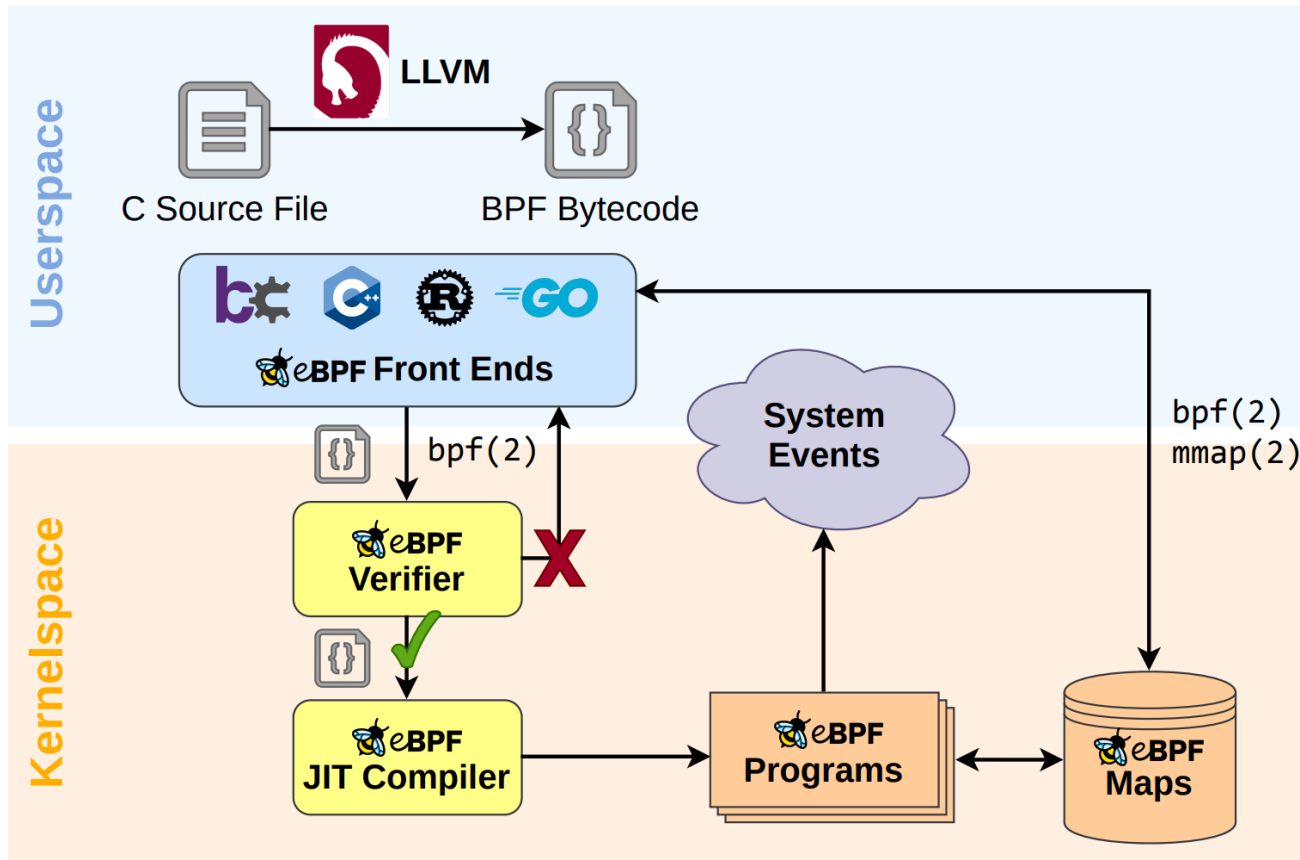 Userspace
LLVM
C Source File
BPF Bytecode
bc
C++
R
GO
eBPF Front Ends
bpf(2)
System
Events
bpf(2)
mmap(2)
Kernelspace
eBPF
Verifier
eBPF
JIT Compiler
eBPF
Programs
eBPF
Maps